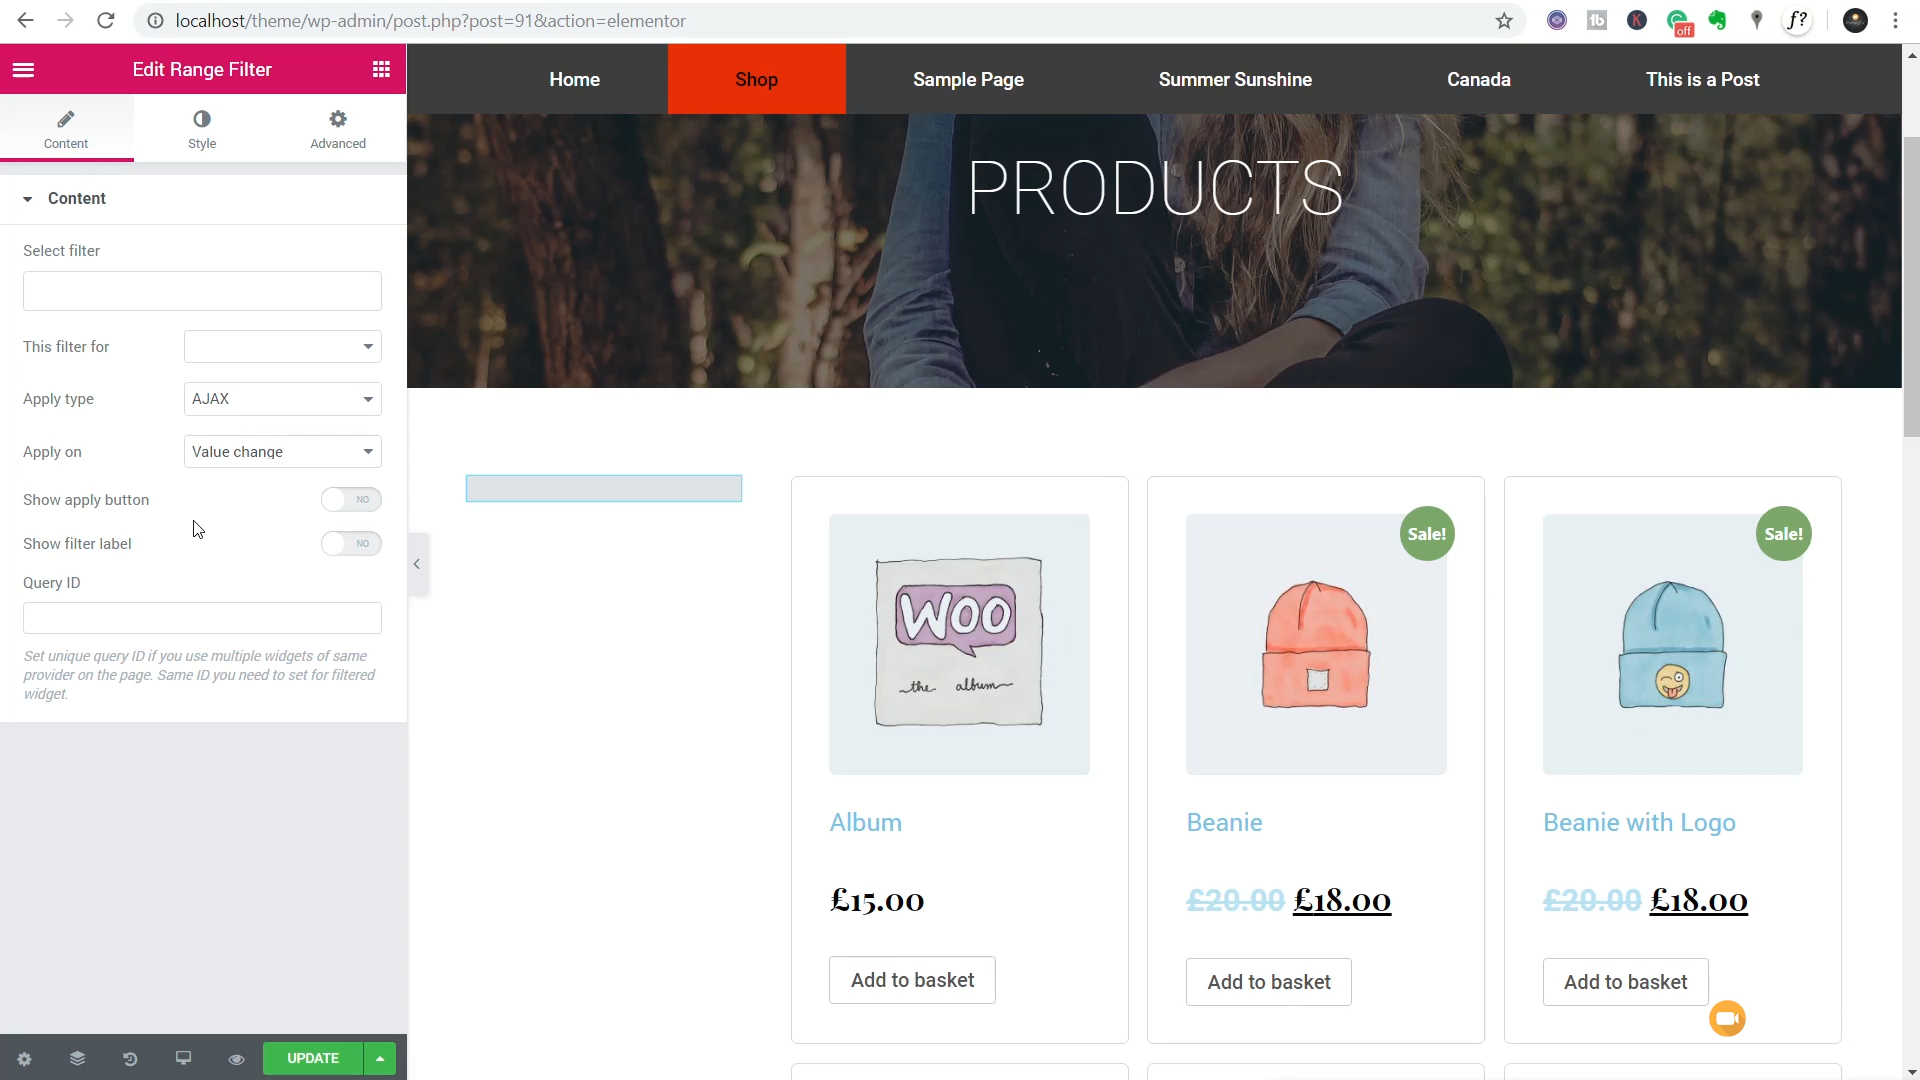 localhost/theme/wp-admin/post.php?post=91&action=elementor
off
f?
Edit Range Filter
Home
Shop
Sample Page
Summer Sunshine
Canada
This is a Post
Content
Style
Advanced
PRODUCTS
Content
Select filter
This filter for
Apply type
AJAX
Apply on
Value change
Show apply button
NO
Show filter label
NO
Query ID
Set unique query ID if you use multiple widgets of same
provider on the page. Same ID you need to set for filtered
widget.
WOO
the album
Sale!
Sale!
Album
Beanie
Beanie with Logo
£15.00
£20.00 £18.00
£20.00 £18.00
Add to basket
Add to basket
Add to basket
UPDATE